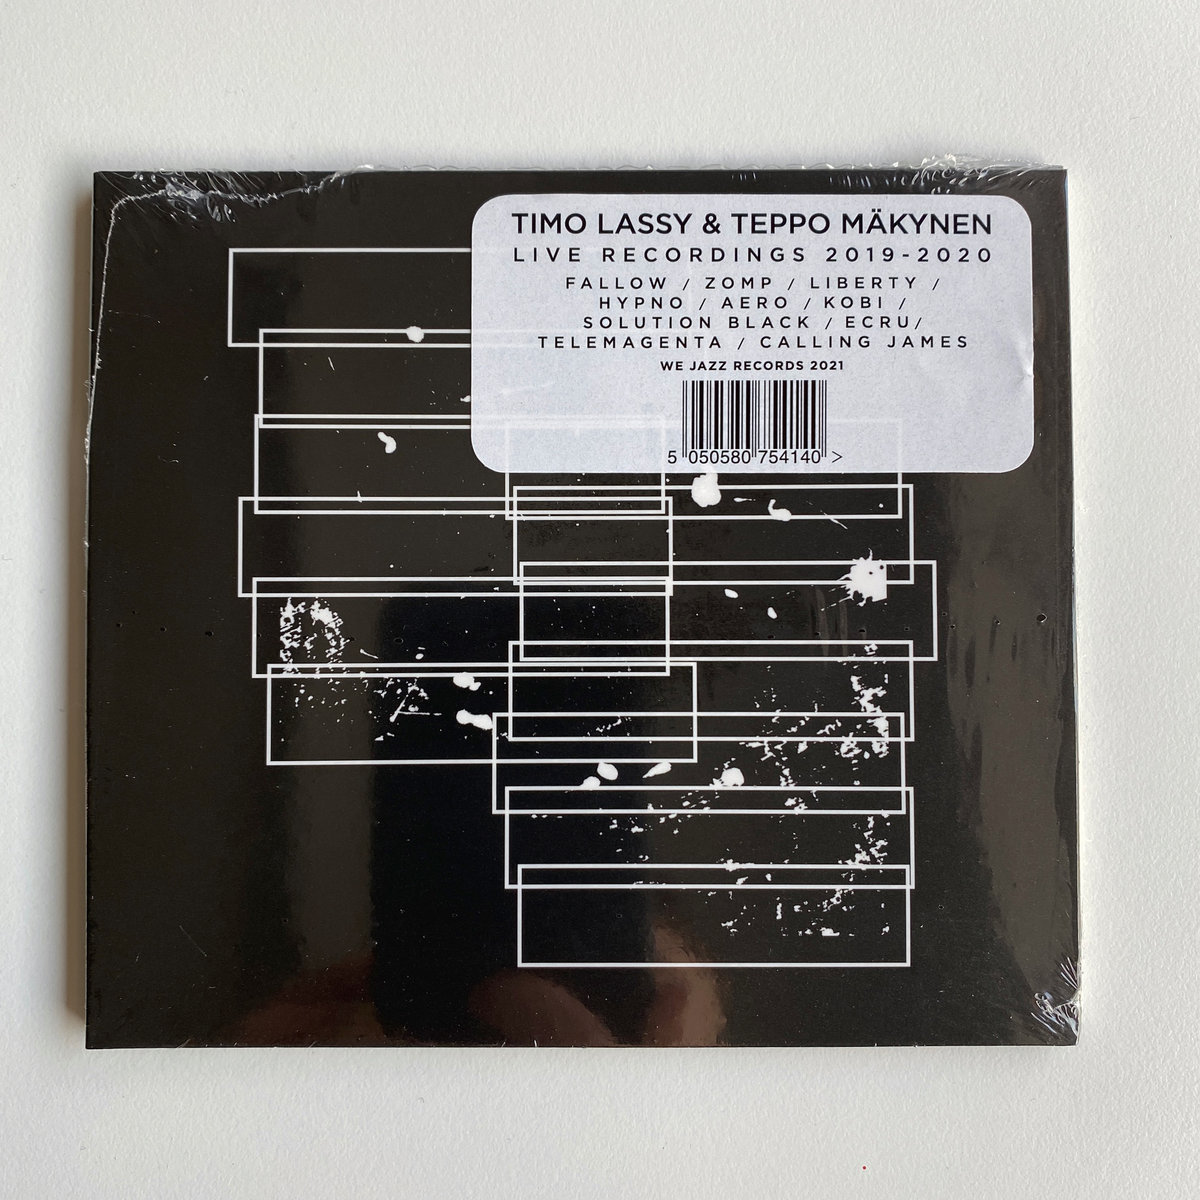 TIMO LASSY & TEPPO MÄKYNEN
LIVE RECORDINGS 2019-2020
FALLOW / ZOMP / LIBERTY /
HYPNO / AERO / KOBI /
SOLUTION BLACK / ECRU/
TELEMAGENTA / CALLING JAMES
WE JAZZ RECORDS 2021
5 050580 754140 >